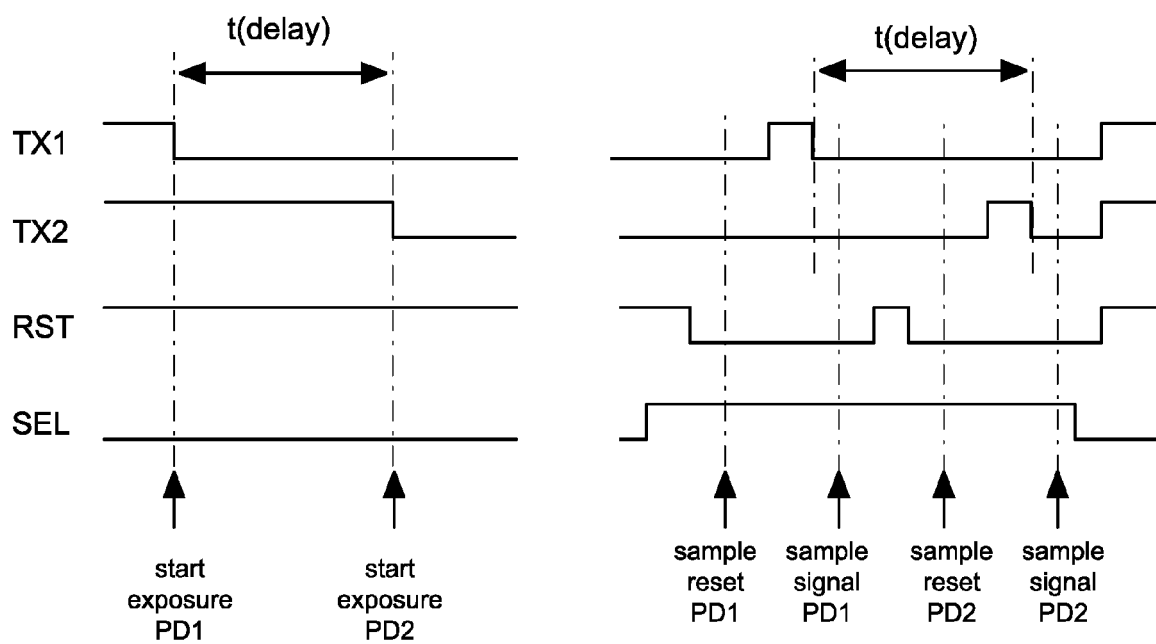 t(delay)
t(delay)
TX1
TX2
RST
SEL
start
exposure
PD1
start
exposure
PD2
sample
reset
PD1
sample
signal
PD1
sample
reset
PD2
sample
signal
PD2